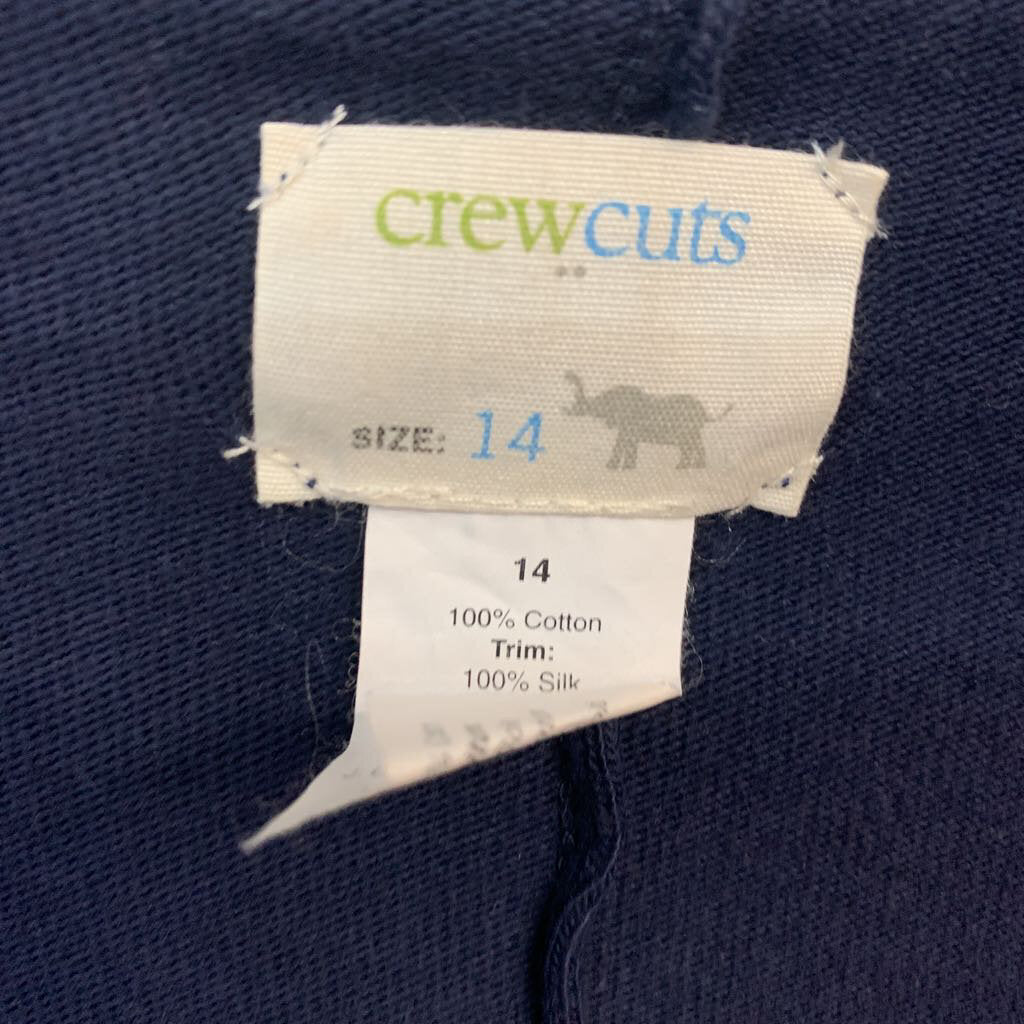 crewcuts
SIZE: 14
14
100% Cotton
Trim:
100% Silk